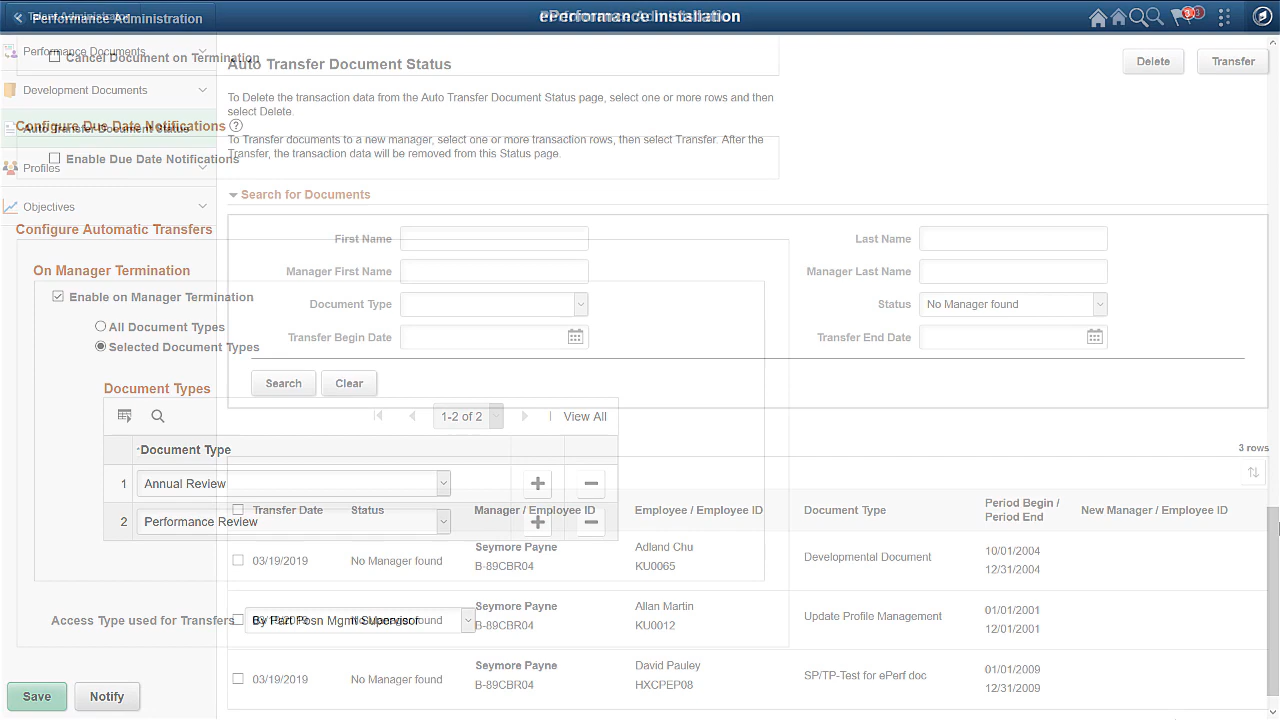 Performance Administration
ePerformance Installation
Performance Documents
Cancel Document on Termination
Development Documents
Auto Transfer Document Status
Delete
Transfer
To Delete the transaction data from the Auto Transfer Document Status page, select one or more rows and then
select Delete.
Auto Transfer Document Status
Configure Due Date Notifications
To Transfer documents to a new manager, select one or more transaction rows, then select Transfer. After the
Transfer, the transaction data will be removed from this Status page.
Enable Due Date Notifications
Profiles
Objectives
Search for Documents
Configure Automatic Transfers
First Name
Last Name
On Manager Termination
Manager First Name
Manager Last Name
Enable on Manager Termination
Document Type
Status No Manager found
All Document Types
Transfer Begin Date
Transfer End Date
Selected Document Types
Search Clear
Document Types
1-2 of 2 View All
*Document Type
3 rows
1 Annual Review
2 Performance Review
Transfer Date Status Manager / Employee ID Employee / Employee ID Document Type Period Begin / Period End New Manager / Employee ID
03/19/2019 No Manager found Seymore Payne Adland Chu Developmental Document 10/01/2004
B-89CBR04 KU0065 12/31/2004
Access Type used for Transfers By Part Posn Mgmt Supervisor
Seymore Payne Allan Martin Update Profile Management 01/01/2001
B-89CBR04 KU0012 12/01/2001
03/19/2019 No Manager found Seymore Payne David Pauley SP/TP-Test for ePerf doc 01/01/2009
B-89CBR04 HXCPEP08 12/31/2009
Save Notify